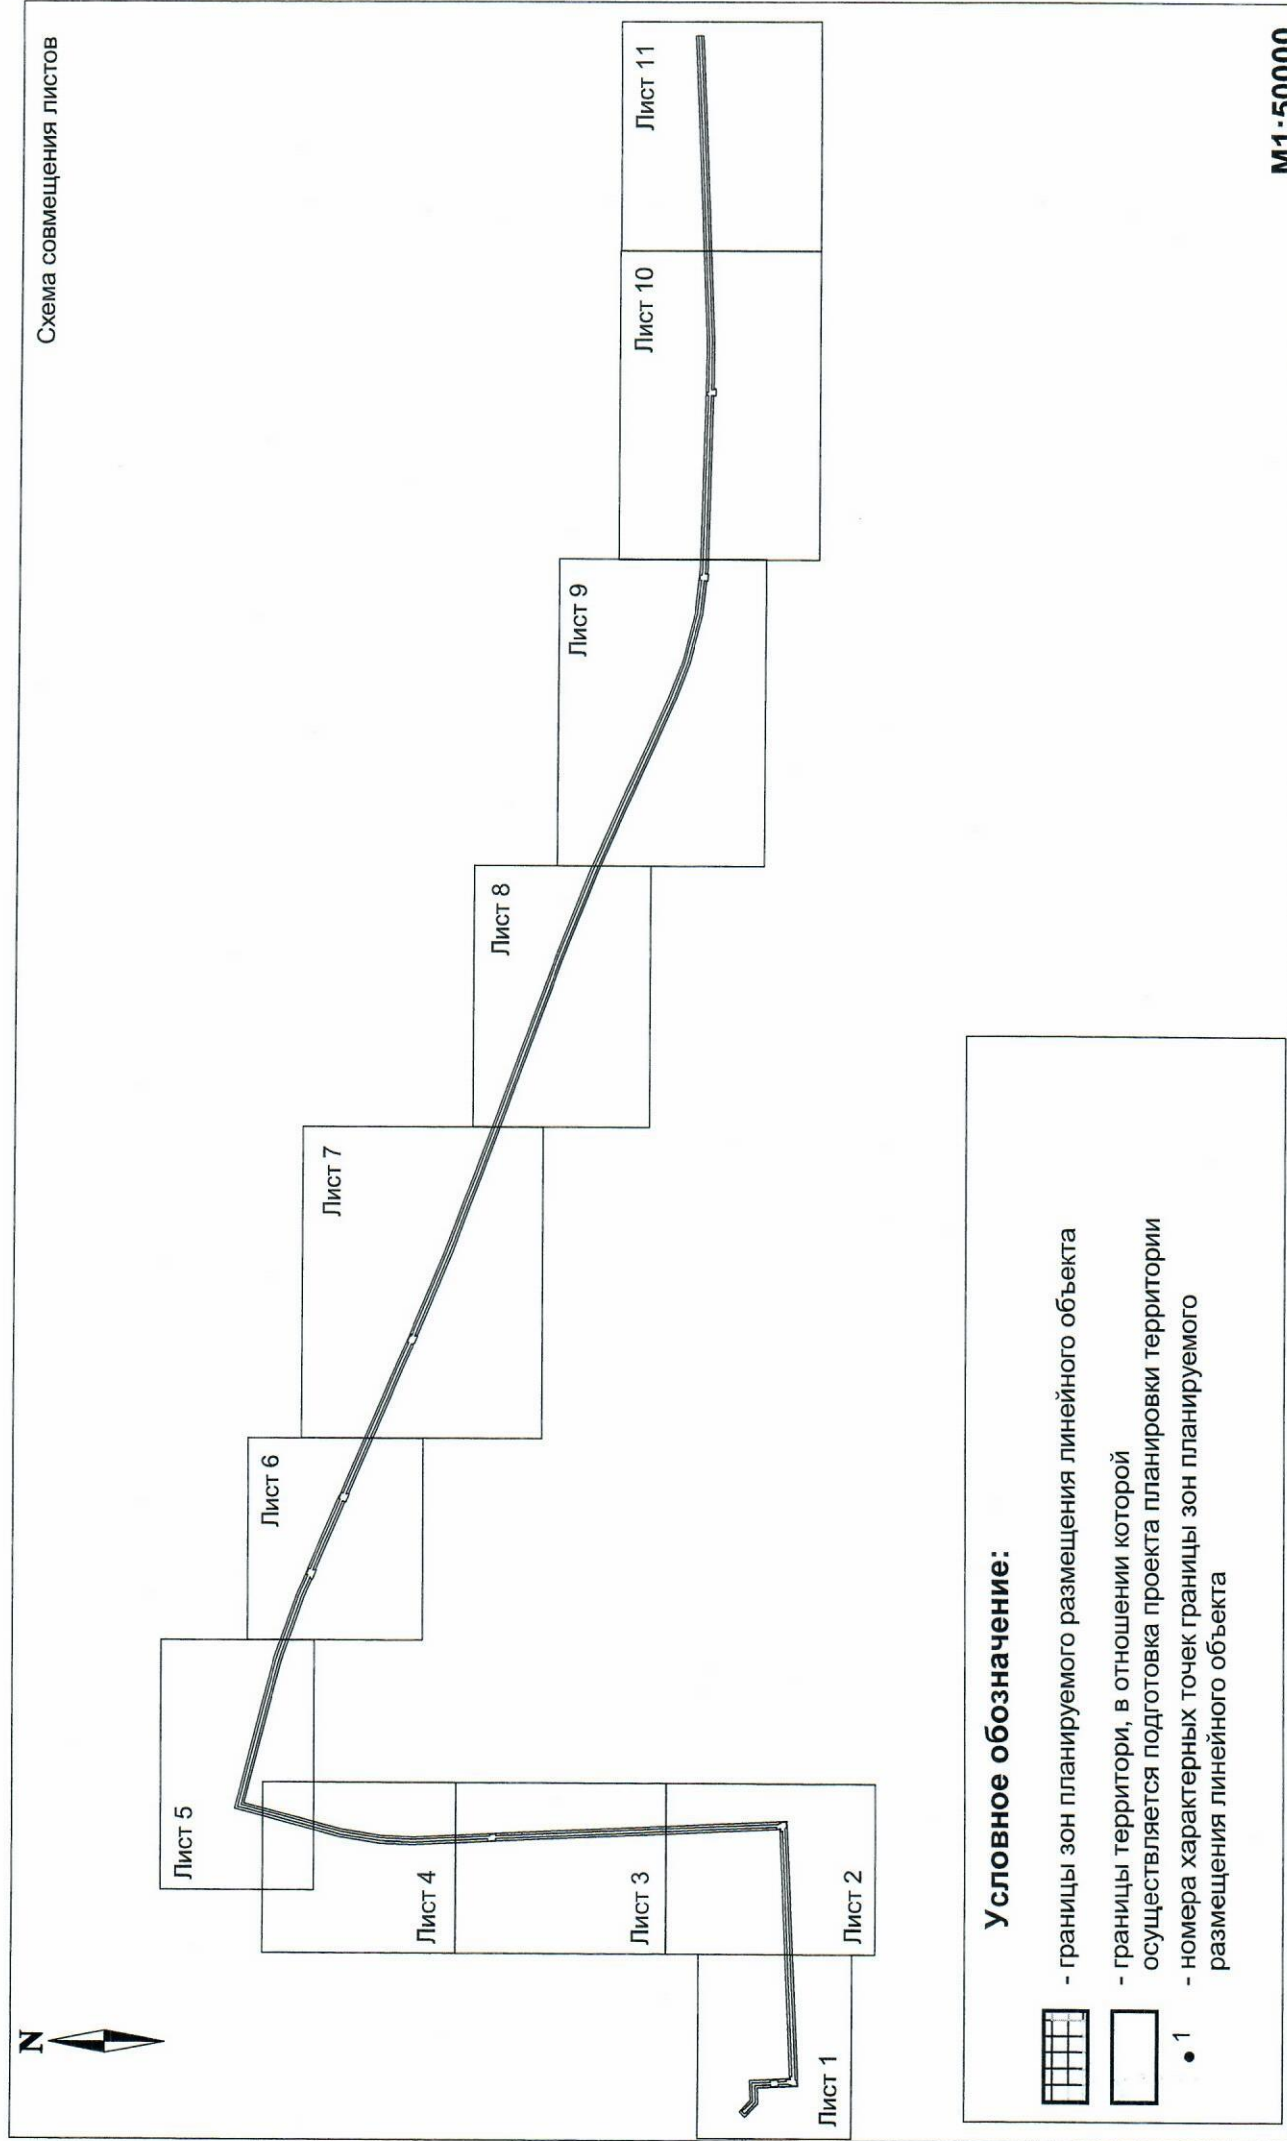 Схема совмещения листов
N
Лист 1
Лист 2
Лист 3
Лист 4
Лист 5
Лист 6
Лист 7
Лист 8
Лист 9
Лист 10
Лист 11
Условное обозначение:
- границы зон планируемого размещения линейного объекта
- границы территори, в отношении которой
осуществляется подготовка проекта планировки территории
• 1 - номера характерных точек границы зон планируемого
размещения линейного объекта
М1:50000